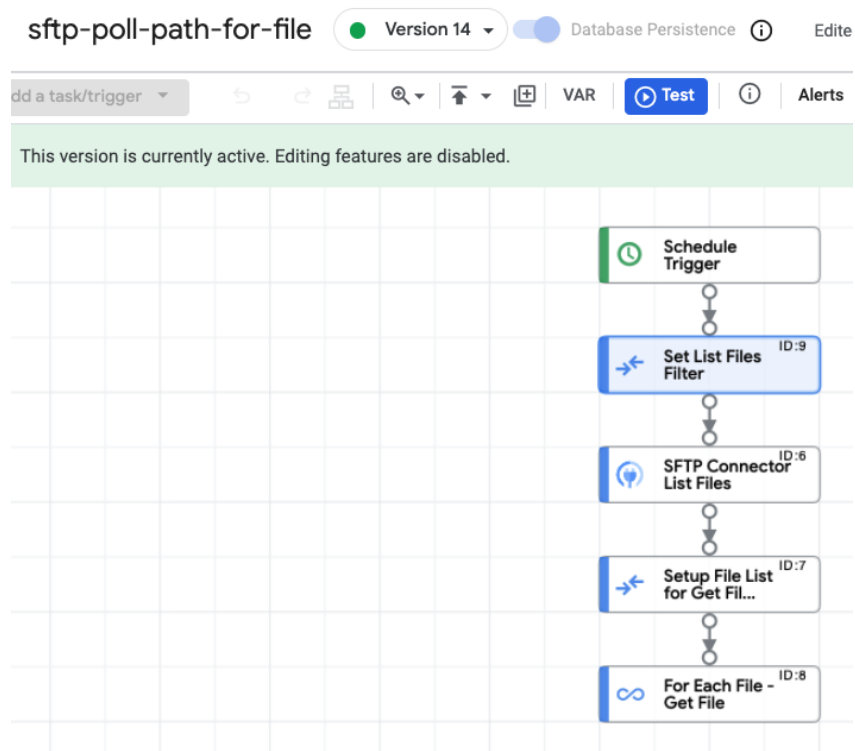 sftp-poll-path-for-file Version 14 Database Persistence Edite
dd a task/trigger VAR Test Alerts
This version is currently active. Editing features are disabled.
Schedule
Trigger
ID:9
Set List Files
Filter
ID:6
SFTP Connector
List Files
ID:7
Setup File List
for Get Fil...
ID:8
For Each File -
Get File